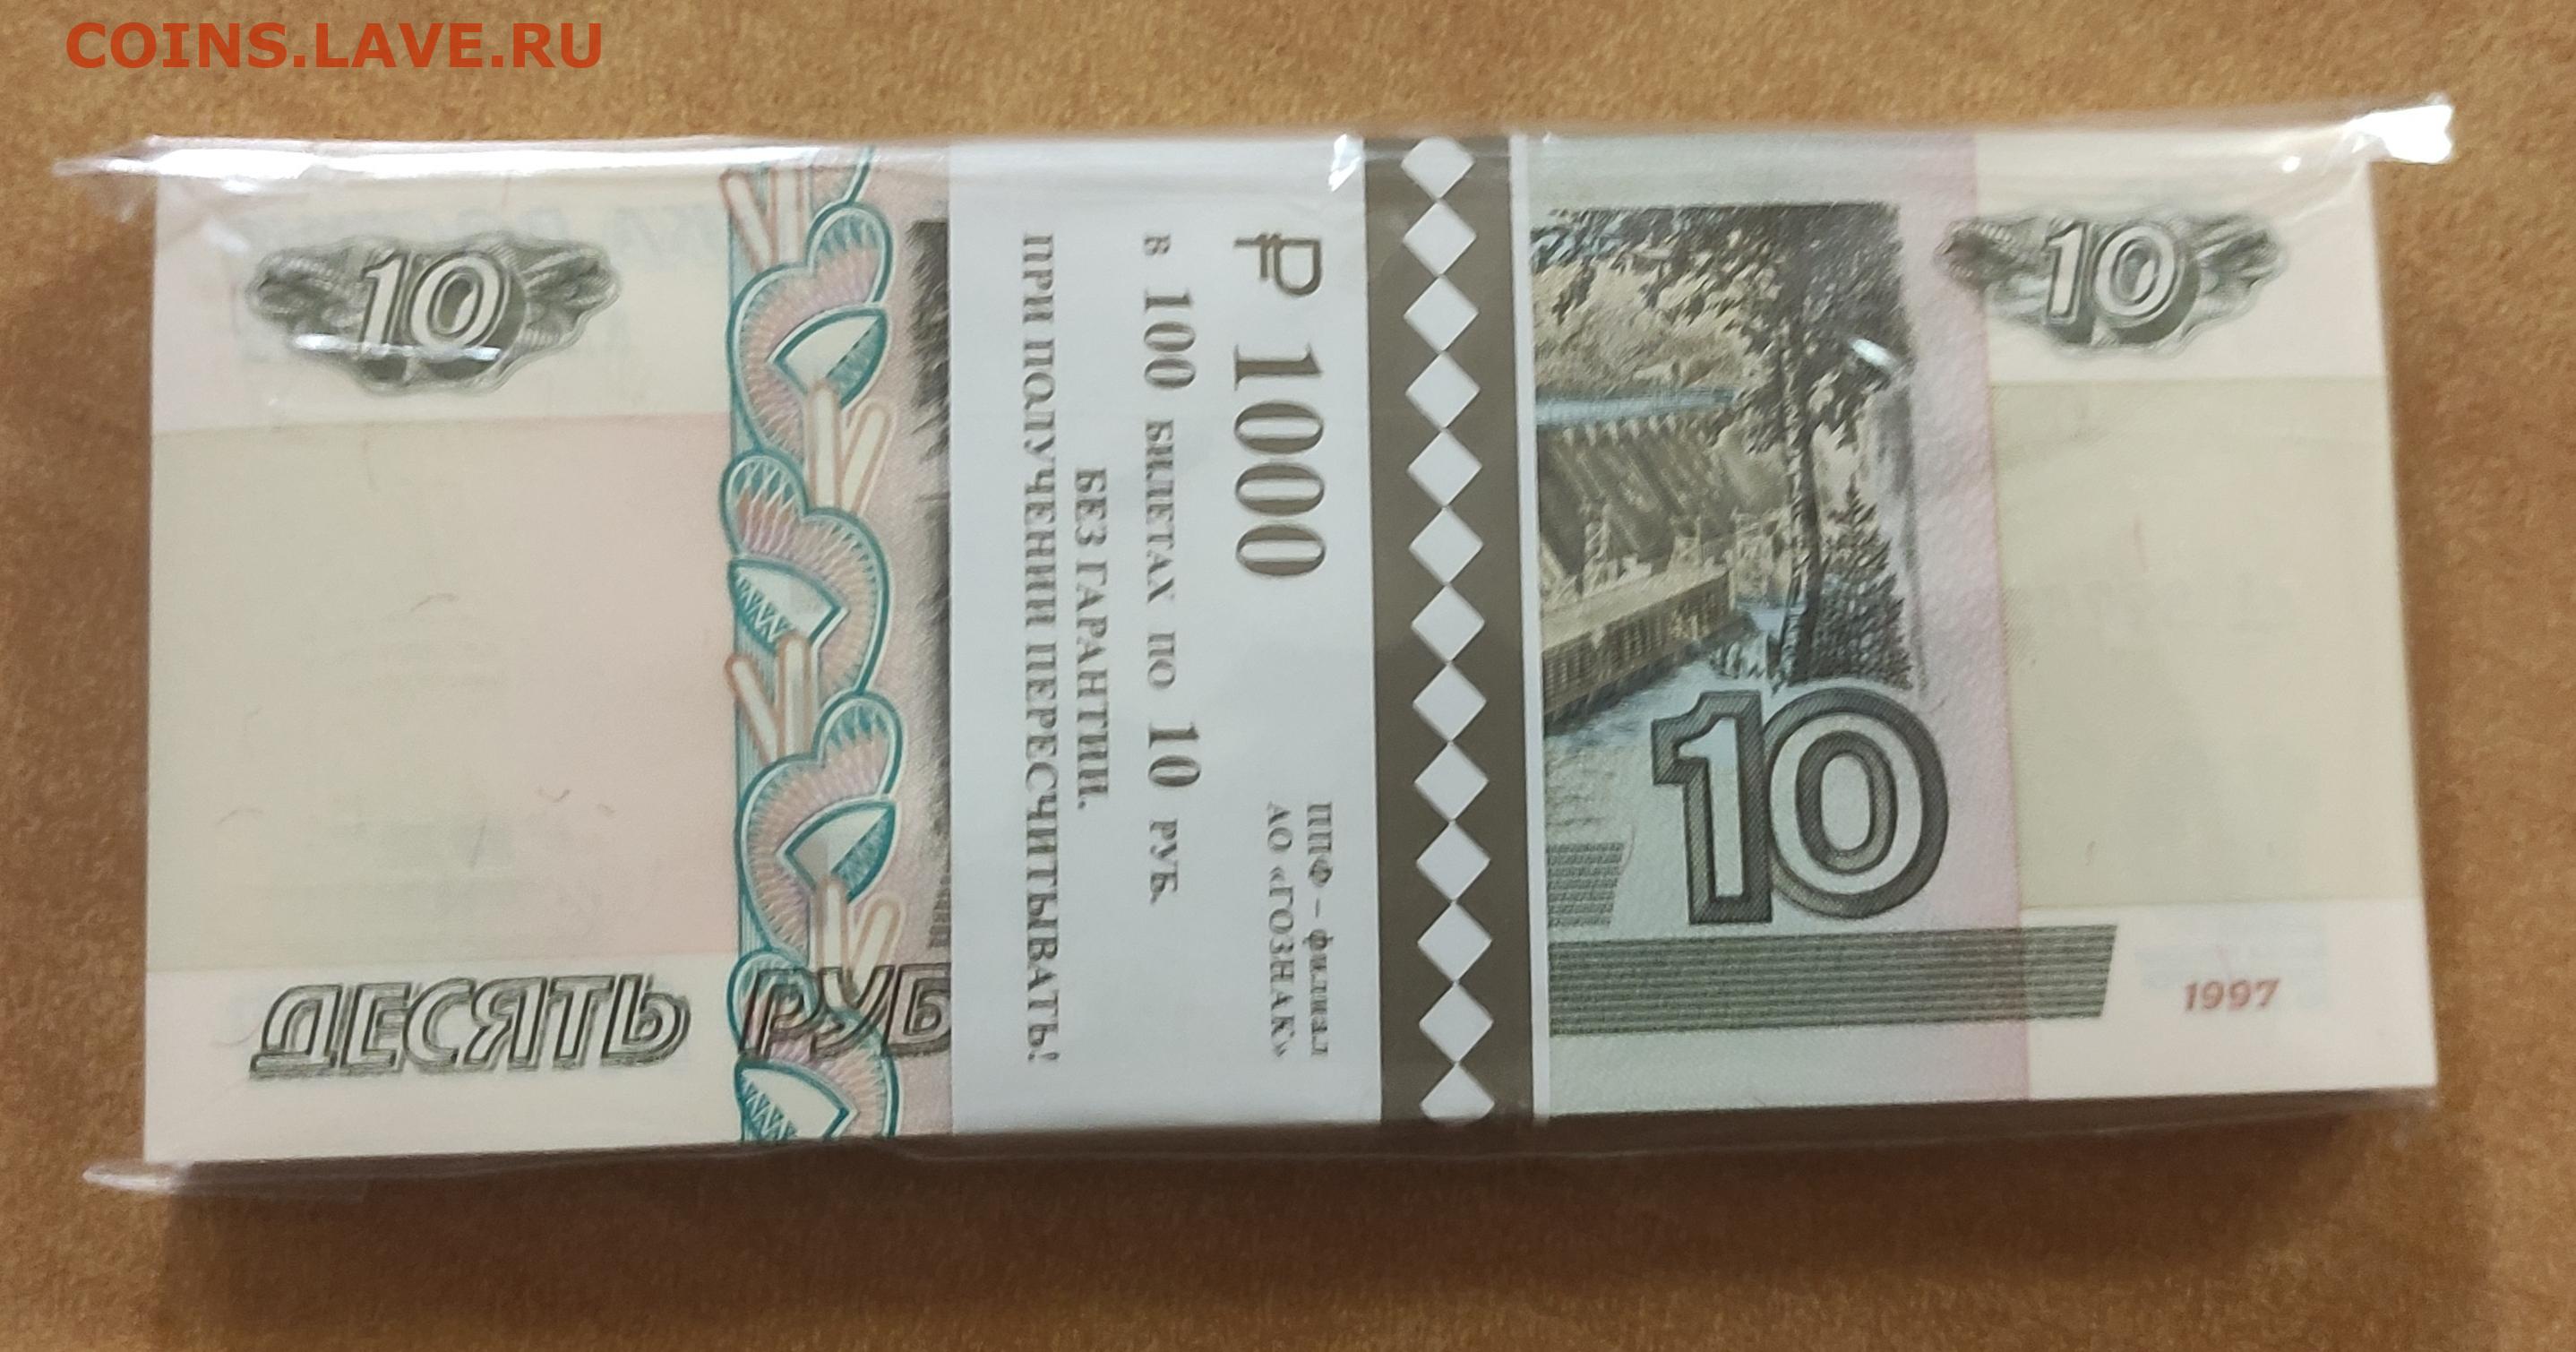 COINS.LAVE.RU
10
ДЕСЯТЬ РУБ
₽ 1000
ППФ – филиал
АО «ГОЗНАК»
в 100 билетах по 10 руб.
БЕЗ ГАРАНТИИ.
ПРИ ПОЛУЧЕНИИ ПЕРЕСЧИТЫВАТЬ!
10
10
1997